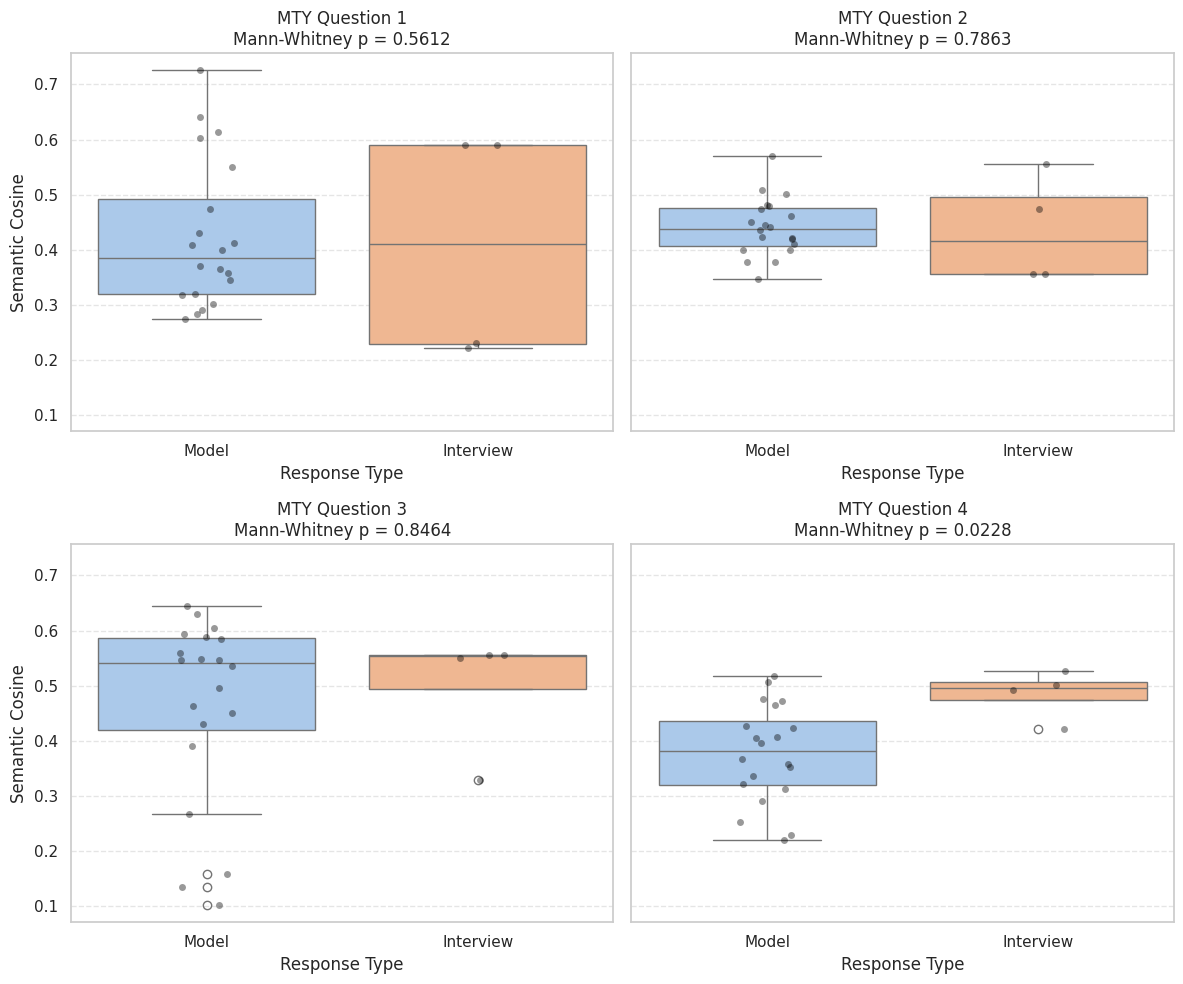 MTY Question 1
Mann-Whitney p = 0.5612
MTY Question 2
Mann-Whitney p = 0.7863
Semantic Cosine
0.7
0.6
0.5
0.4
0.3
0.2
0.1
Model
Interview
Response Type
Model
Interview
Response Type
MTY Question 3
Mann-Whitney p = 0.8464
MTY Question 4
Mann-Whitney p = 0.0228
Semantic Cosine
0.7
0.6
0.5
0.4
0.3
0.2
0.1
Model
Interview
Response Type
Model
Interview
Response Type